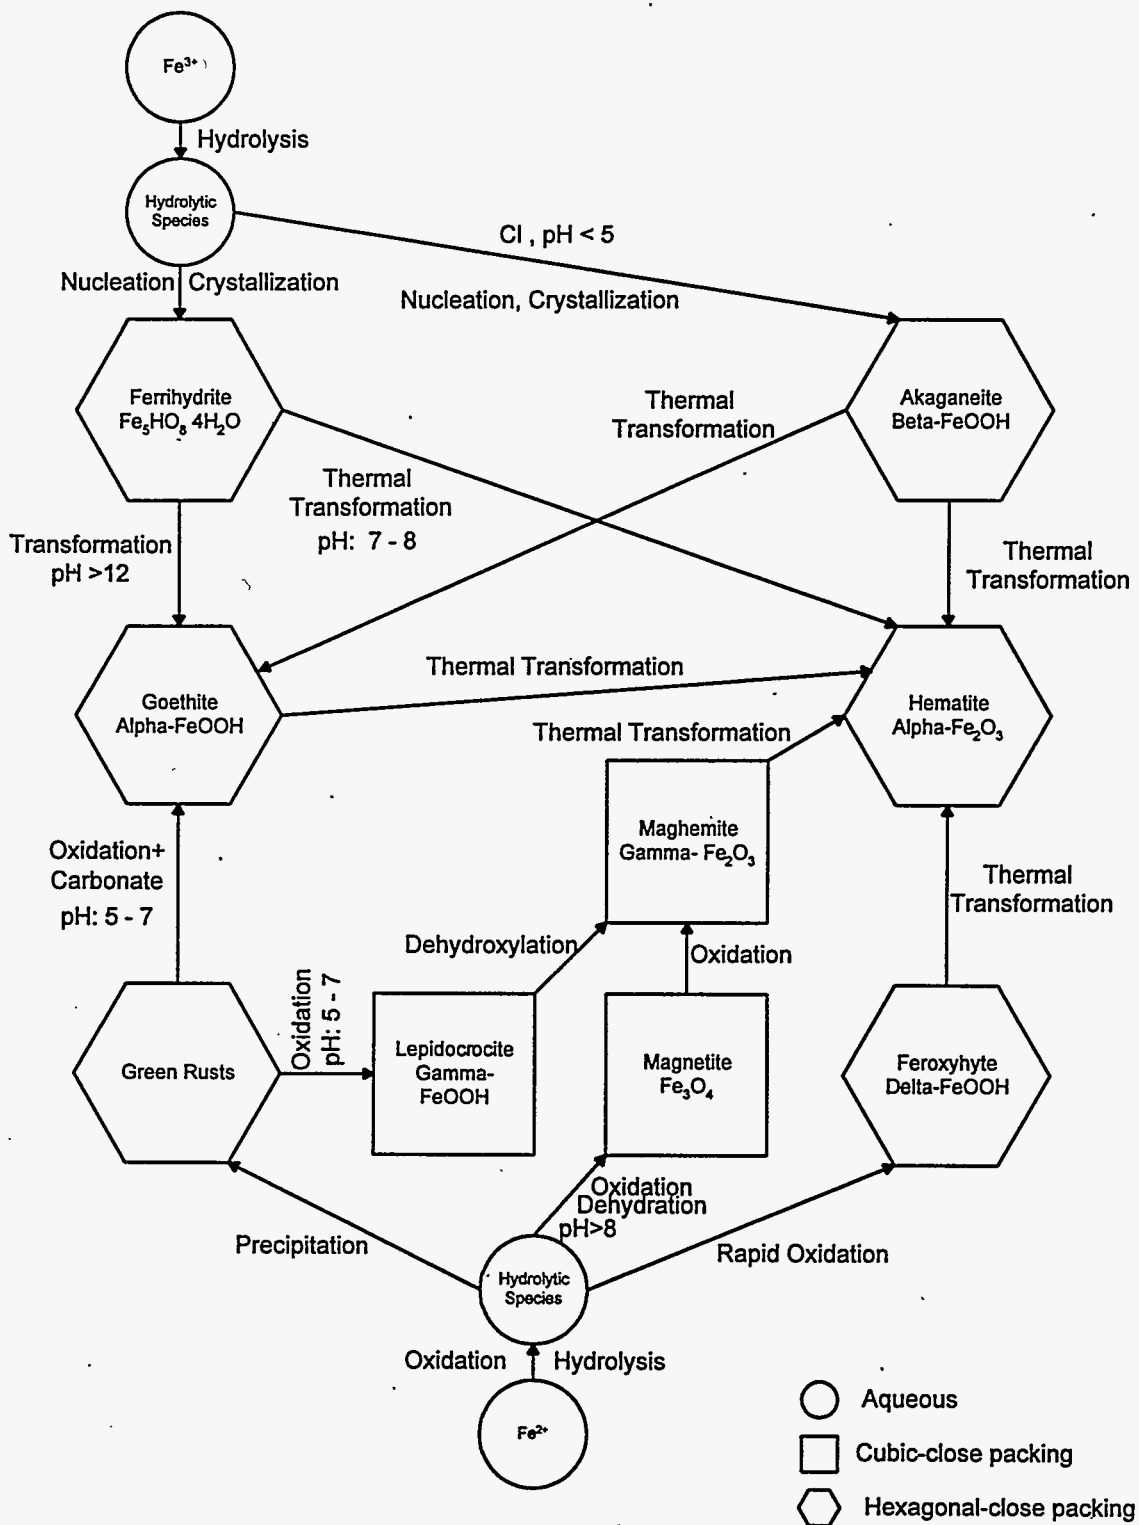 Fe³⁺
Hydrolysis
Hydrolytic
Species
Cl , pH < 5
Nucleation
Crystallization
Nucleation, Crystallization
Ferrihydrite
Fe₅HO₈ 4H₂O
Thermal
Transformation
Akaganeite
Beta-FeOOH
Thermal
Transformation
pH: 7 - 8
Transformation
pH >12
Thermal
Transformation
Thermal Transformation
Goethite
Alpha-FeOOH
Hematite
Alpha-Fe₂O₃
Thermal Transformation
Maghemite
Gamma- Fe₂O₃
Oxidation+
Carbonate
pH: 5 - 7
Thermal
Transformation
Dehydroxylation
Oxidation
Oxidation
pH: 5 - 7
Green Rusts
Lepidocrocite
Gamma-
FeOOH
Magnetite
Fe₃O₄
Feroxyhyte
Delta-FeOOH
Oxidation
Dehydration
pH>8
Precipitation
Rapid Oxidation
Hydrolytic
Species
Oxidation
Hydrolysis
Fe²⁺
Aqueous
Cubic-close packing
Hexagonal-close packing